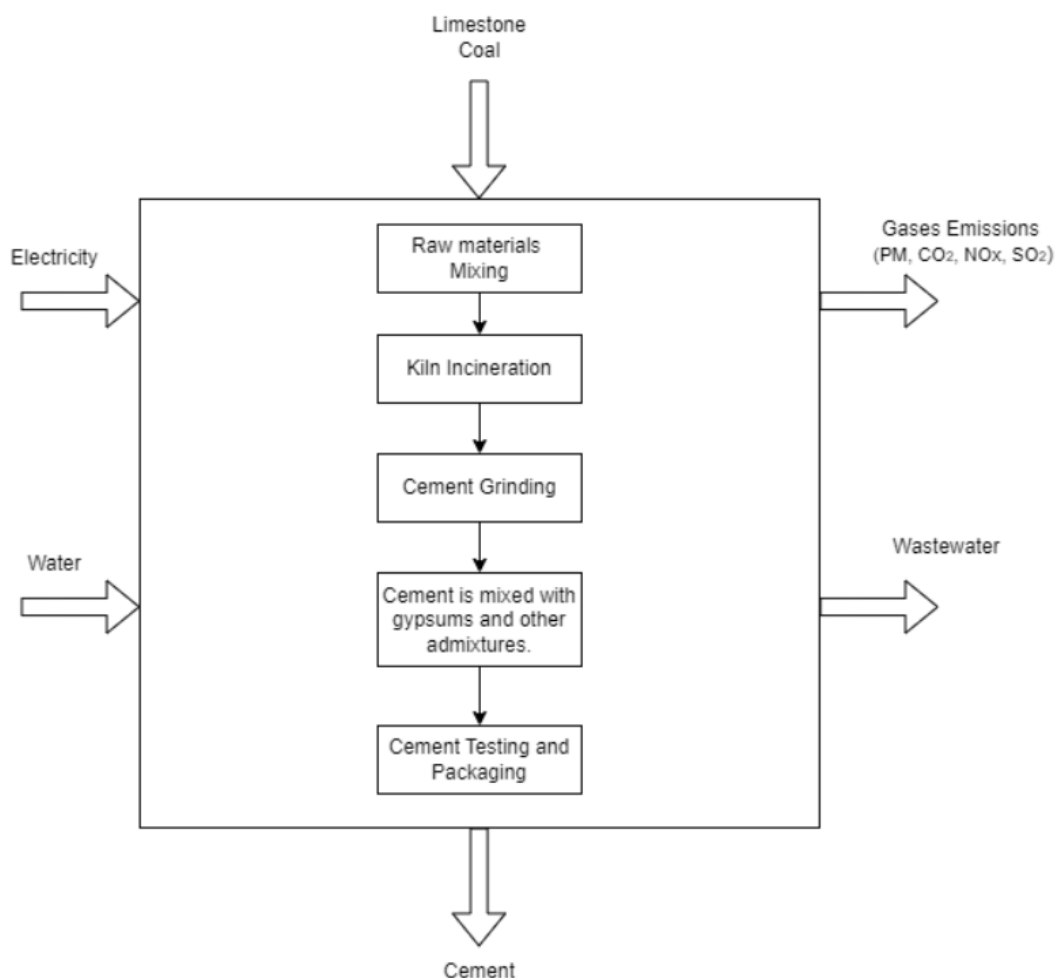 Limestone
Coal
Electricity
Raw materials
Mixing
Gases Emissions
(PM, CO₂, NOx, SO₂)
Kiln Incineration
Cement Grinding
Water
Cement is mixed with
gypsums and other
admixtures.
Wastewater
Cement Testing and
Packaging
Cement